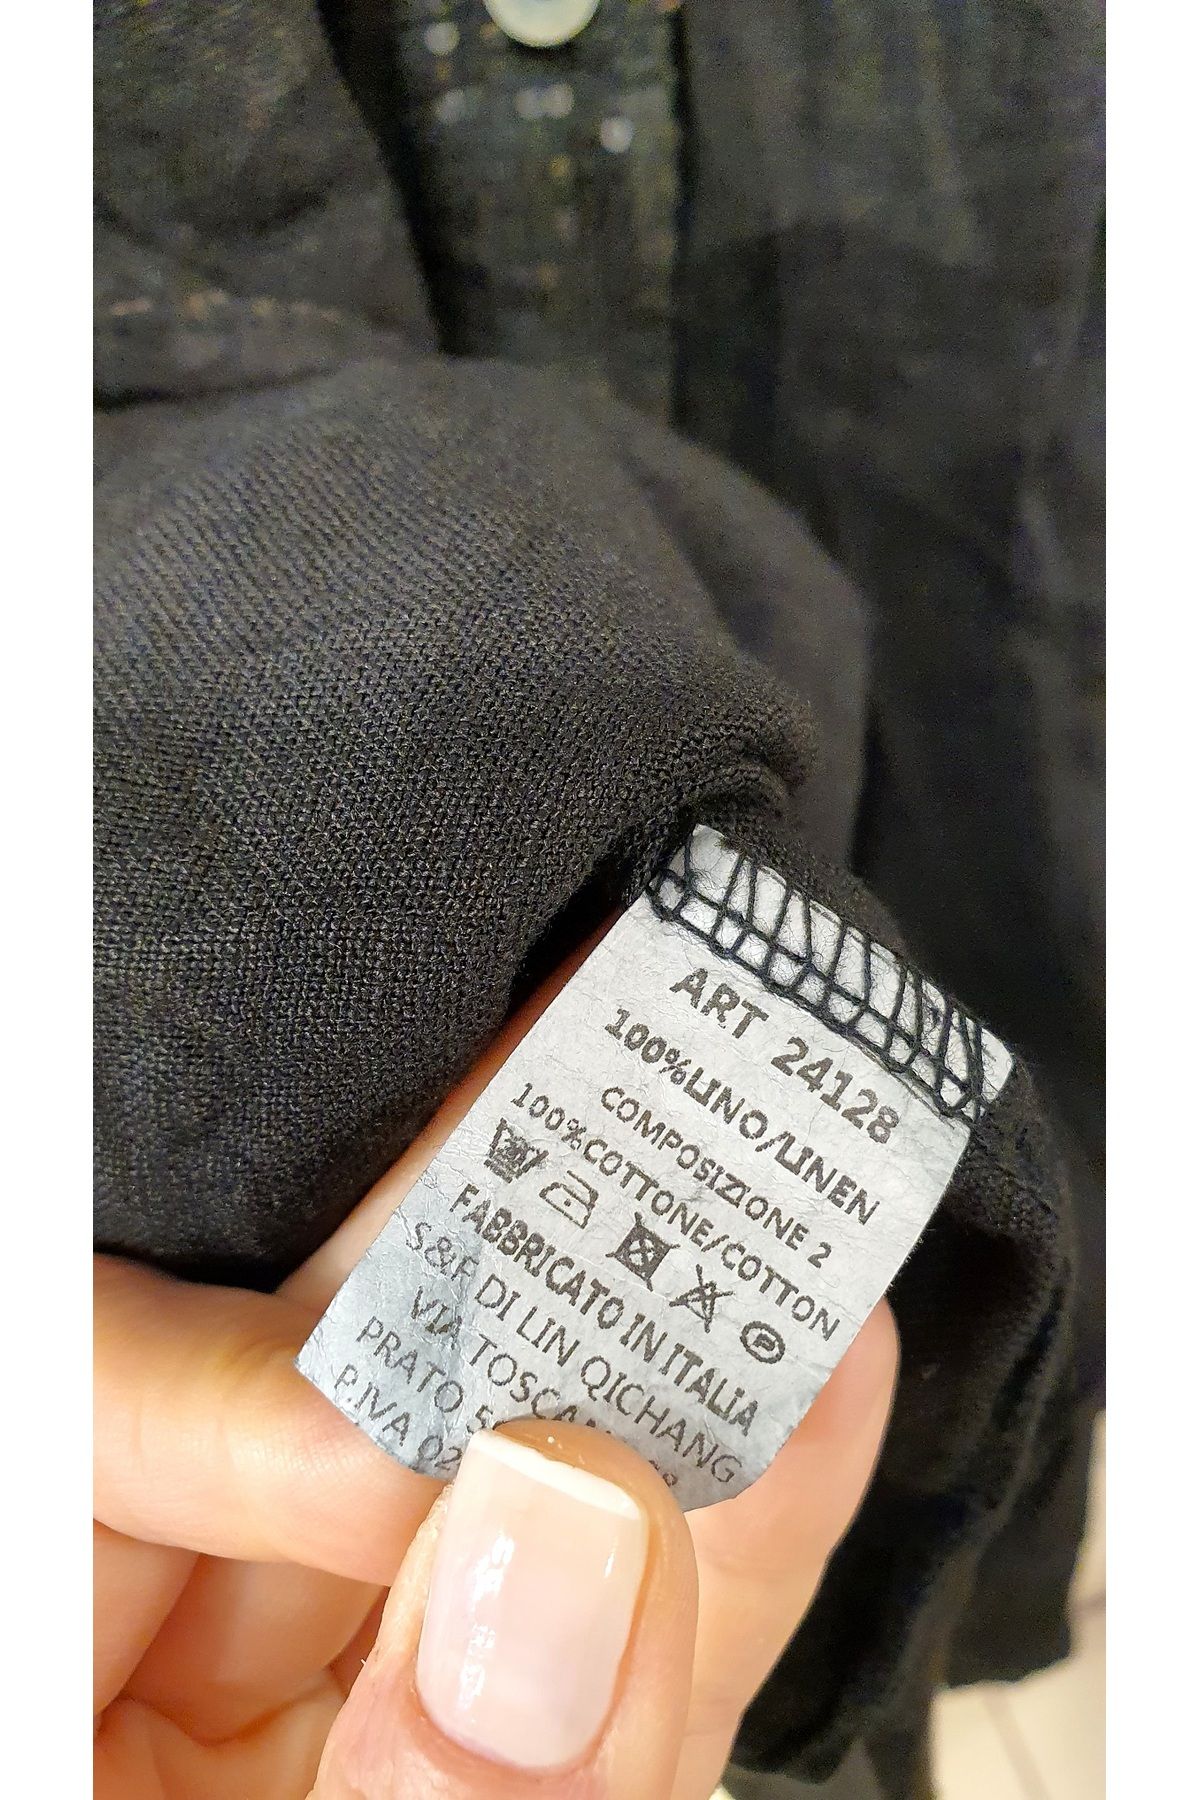 ART 24128
100%LINO/LINEN
COMPOSIZIONE 2
100%COTTONE/COTTON
P
FABBRICATO IN ITALIA
S&F DI LIN QICHANG
VIA
PRATO
P.IVA 02